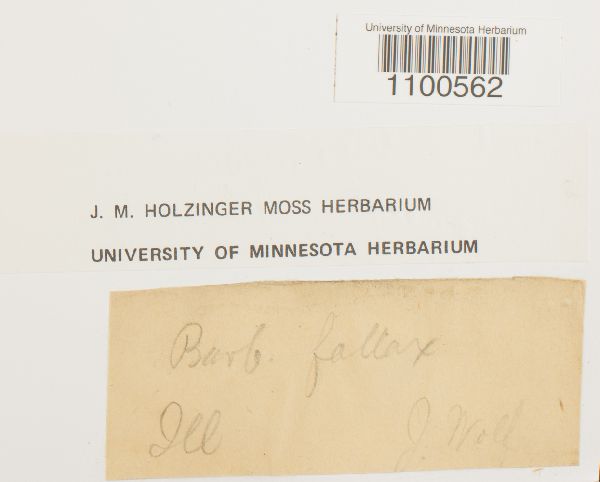 University of Minnesota Herbarium
1100562
J. M. HOLZINGER MOSS HERBARIUM
UNIVERSITY OF MINNESOTA HERBARIUM
Barb. fallax
Ill J. Wolf